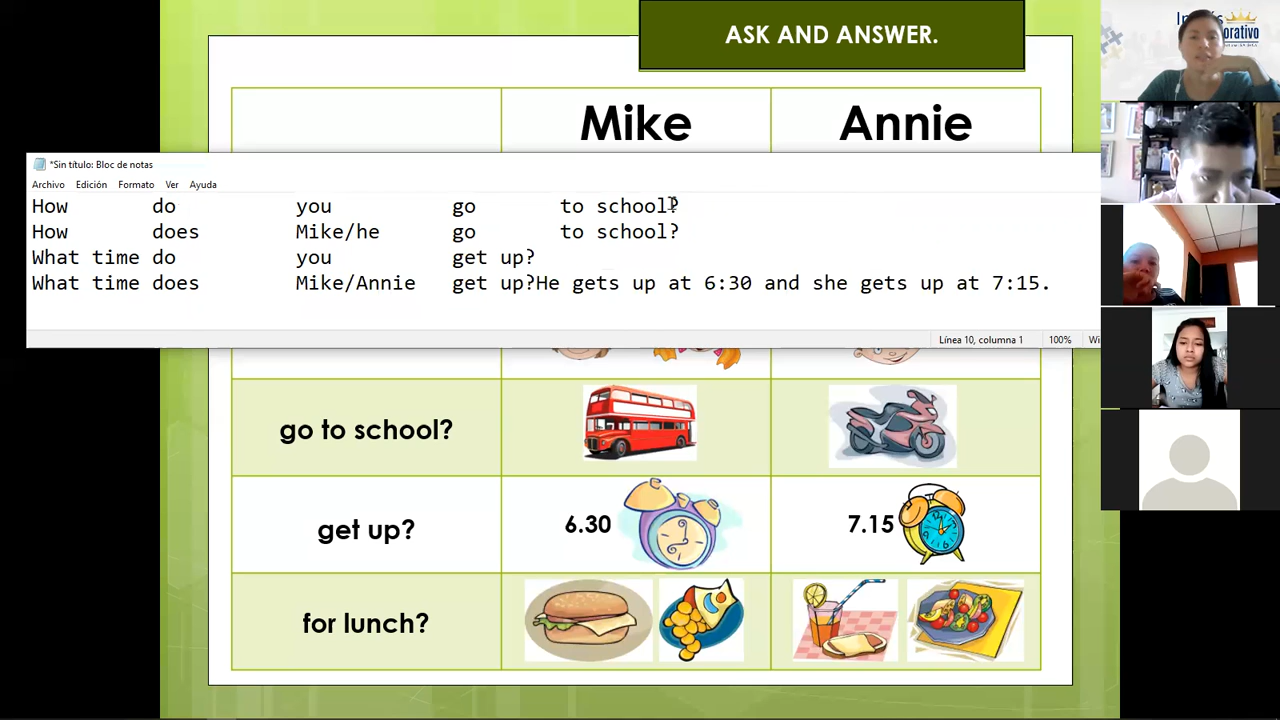 ASK AND ANSWER.
Mike Annie
*Sin título: Bloc de notas
Archivo Edición Formato Ver Ayuda
How do you go to school?
How does Mike/he go to school?
What time do you get up?
What time does Mike/Annie get up?He gets up at 6:30 and she gets up at 7:15.
Línea 10, columna 1 100%
go to school?
get up? 6.30 7.15
for lunch?